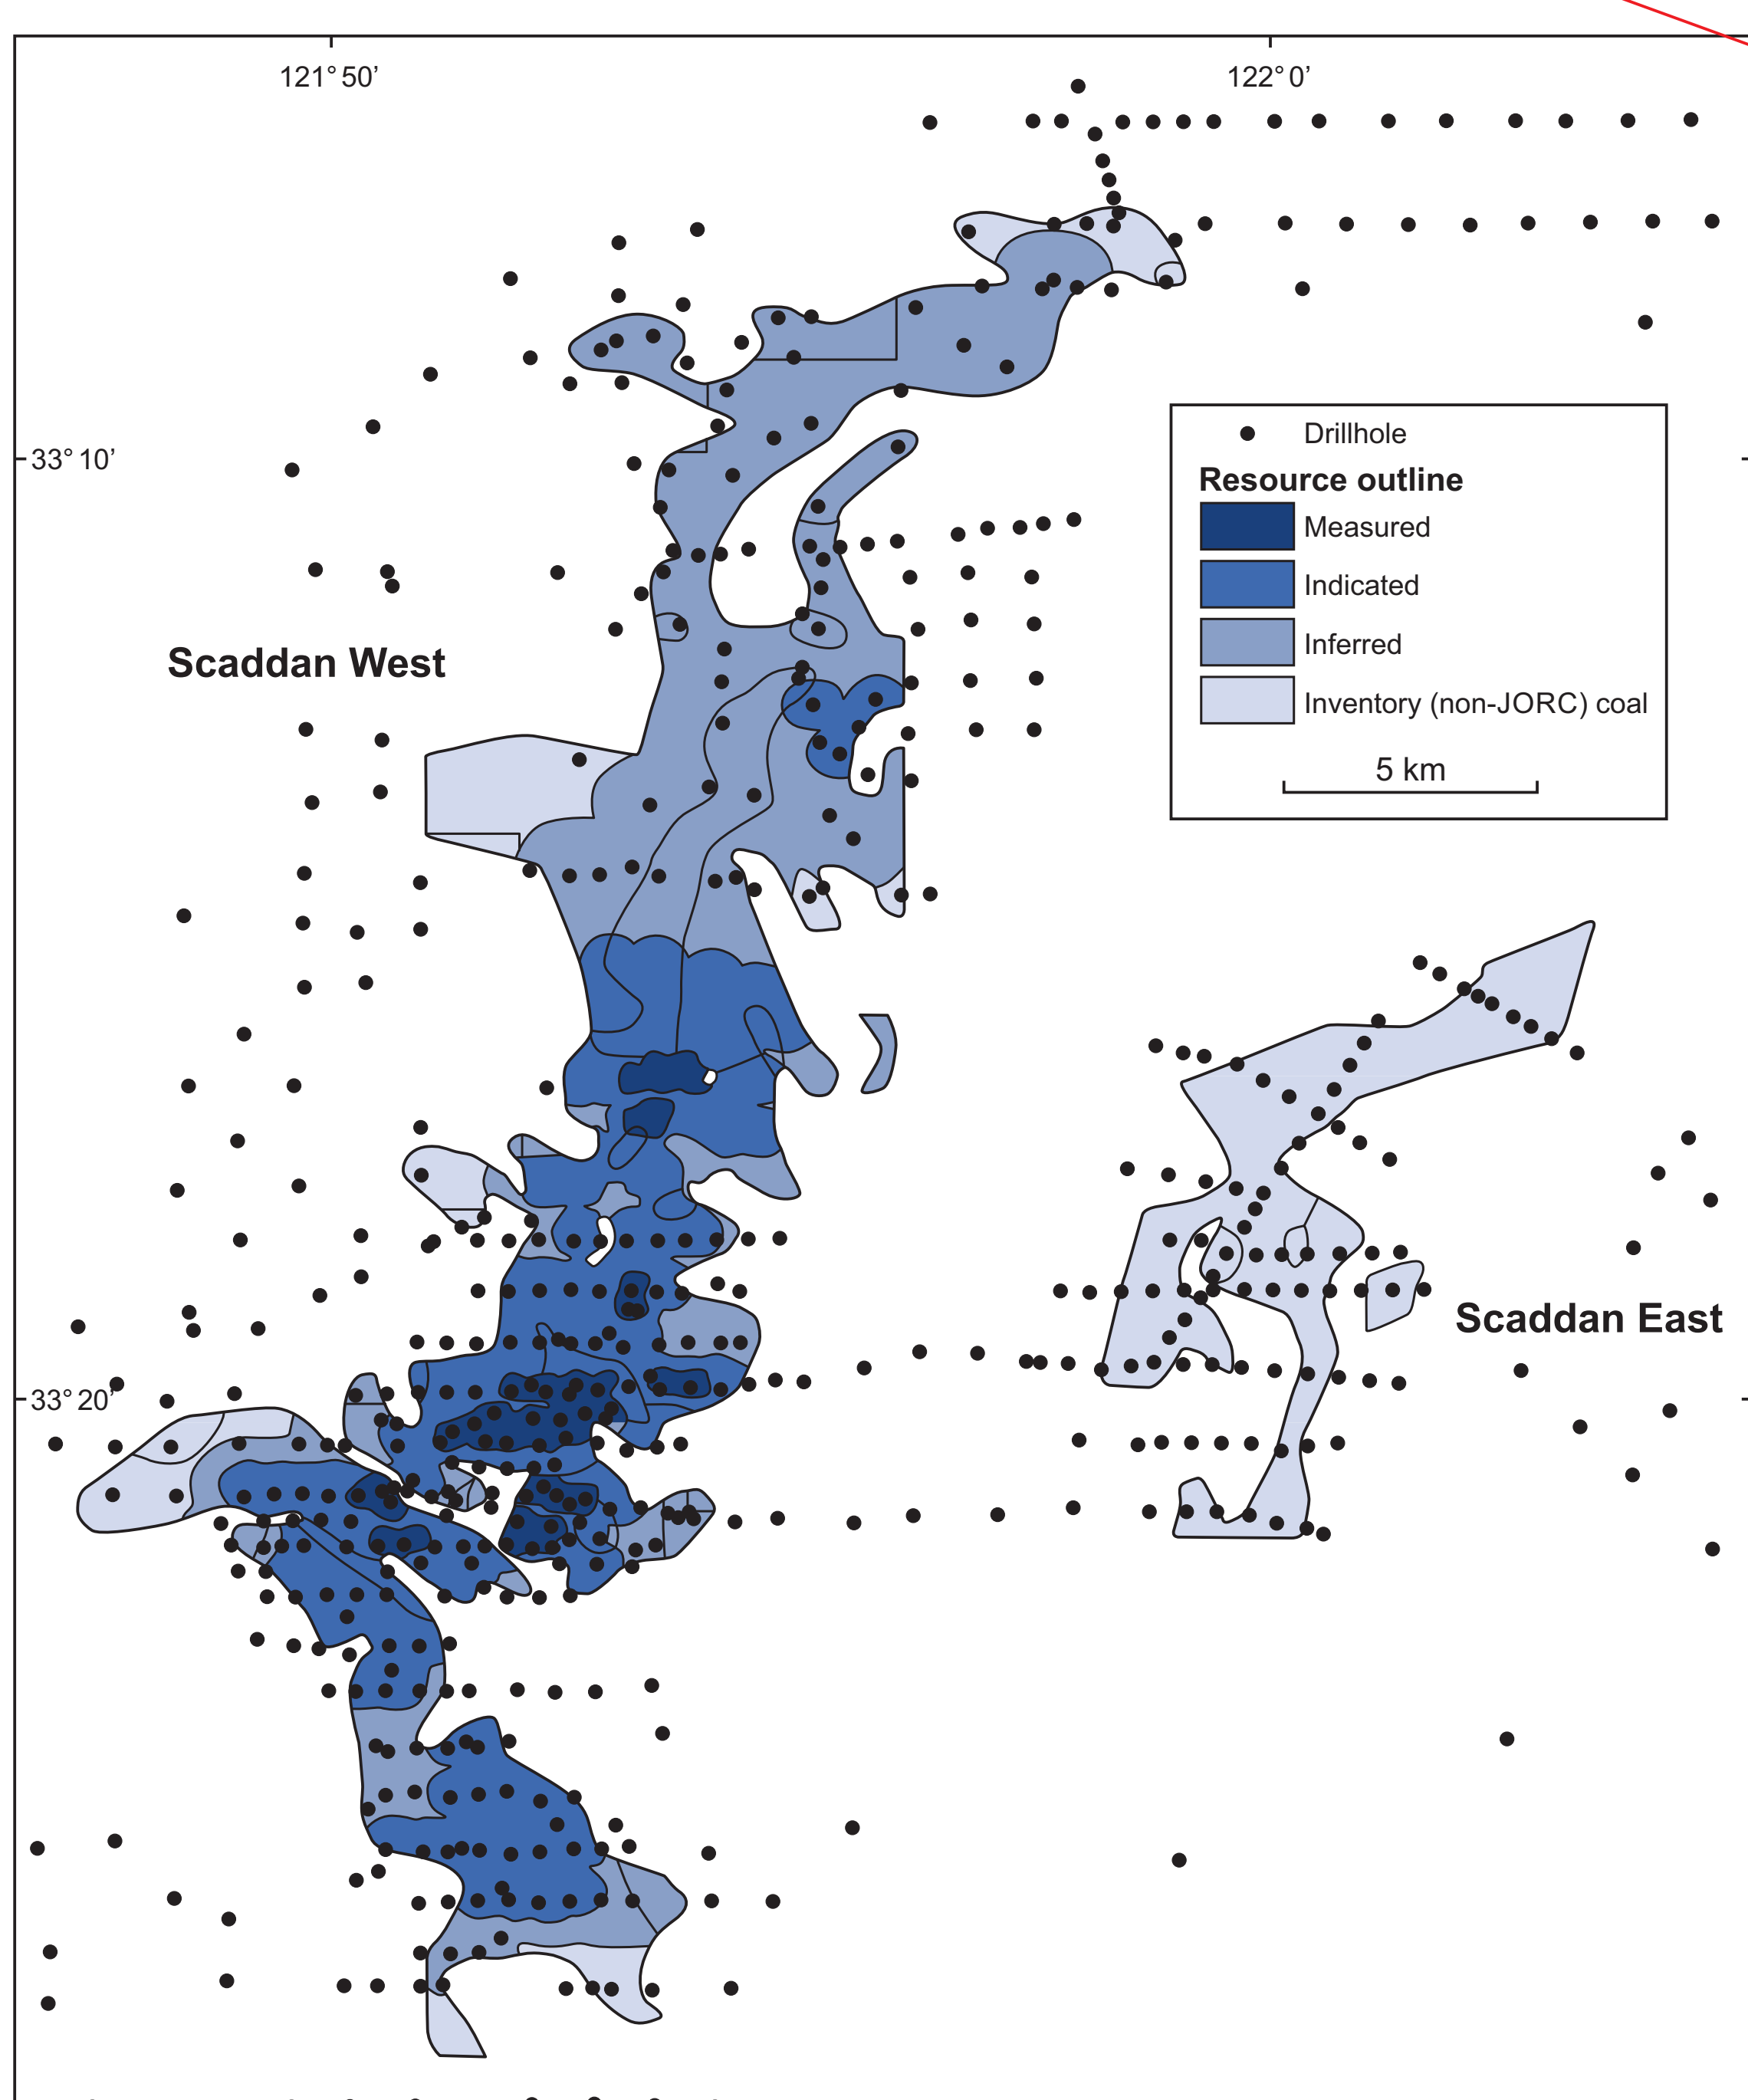 121° 50’
122° 0’
33° 10’
Drillhole
Resource outline
Measured
Indicated
Inferred
Inventory (non-JORC) coal
5 km
Scaddan West
Scaddan East
33° 20’